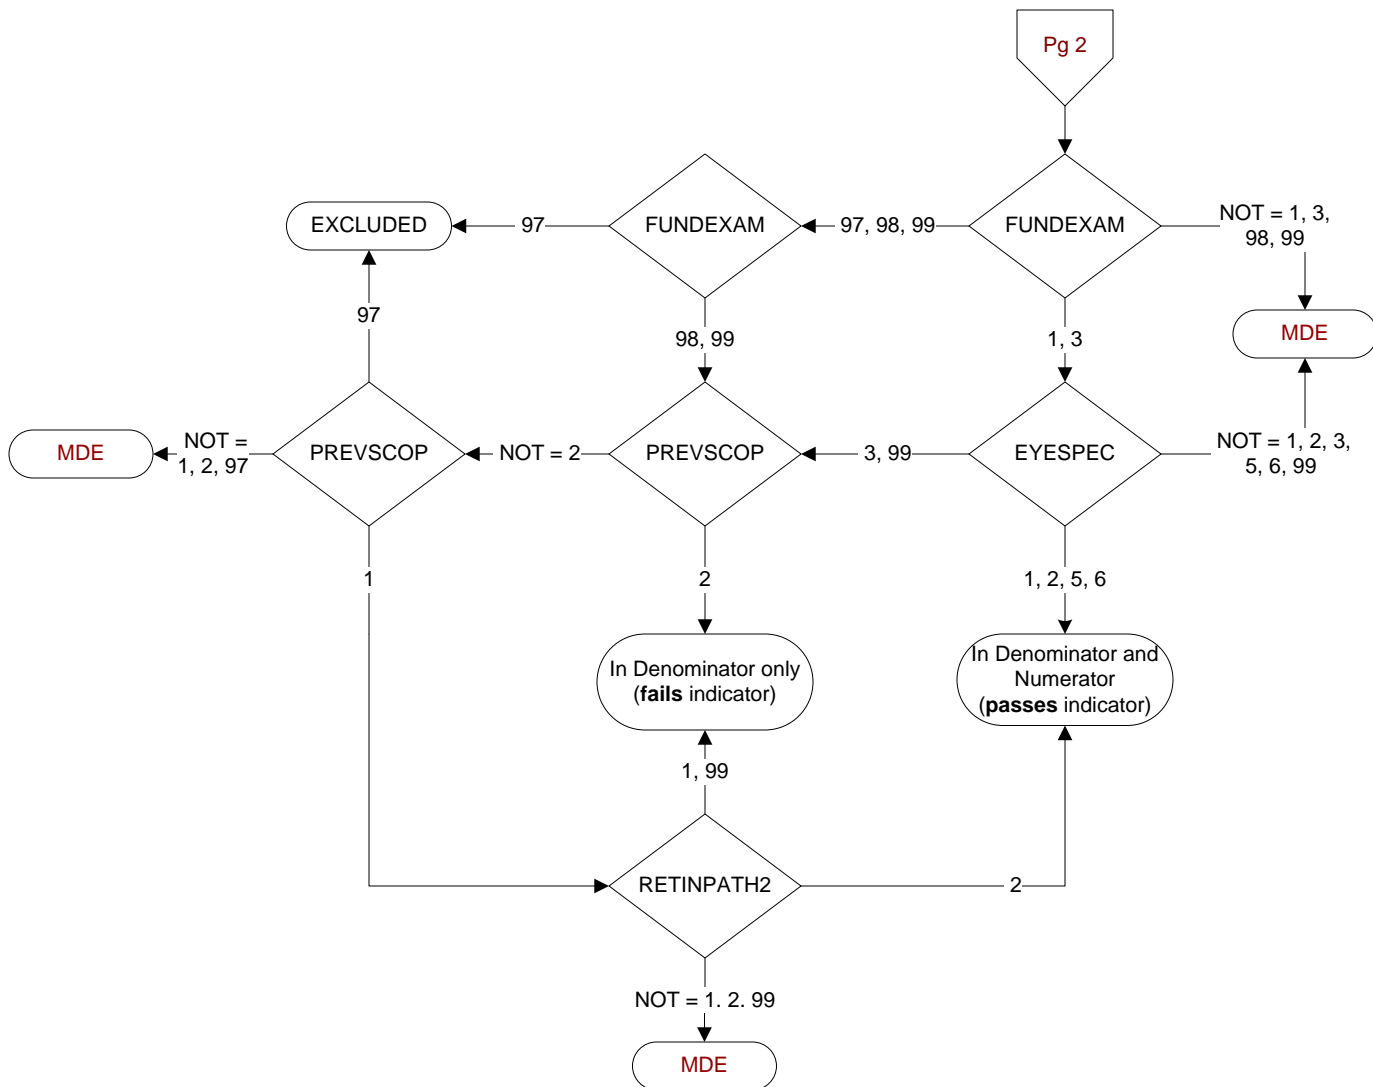 Pg 2
EXCLUDED
97
FUNDEXAM
97, 98, 99
FUNDEXAM
NOT = 1, 3,
98, 99
97
98, 99
1, 3
MDE
MDE
NOT =
1, 2, 97
PREVSCOP
NOT = 2
PREVSCOP
3, 99
EYESPEC
NOT = 1, 2, 3,
5, 6, 99
1
2
1, 2, 5, 6
In Denominator only
(fails indicator)
In Denominator and
Numerator
(passes indicator)
1, 99
RETINPATH2
2
NOT = 1. 2. 99
MDE